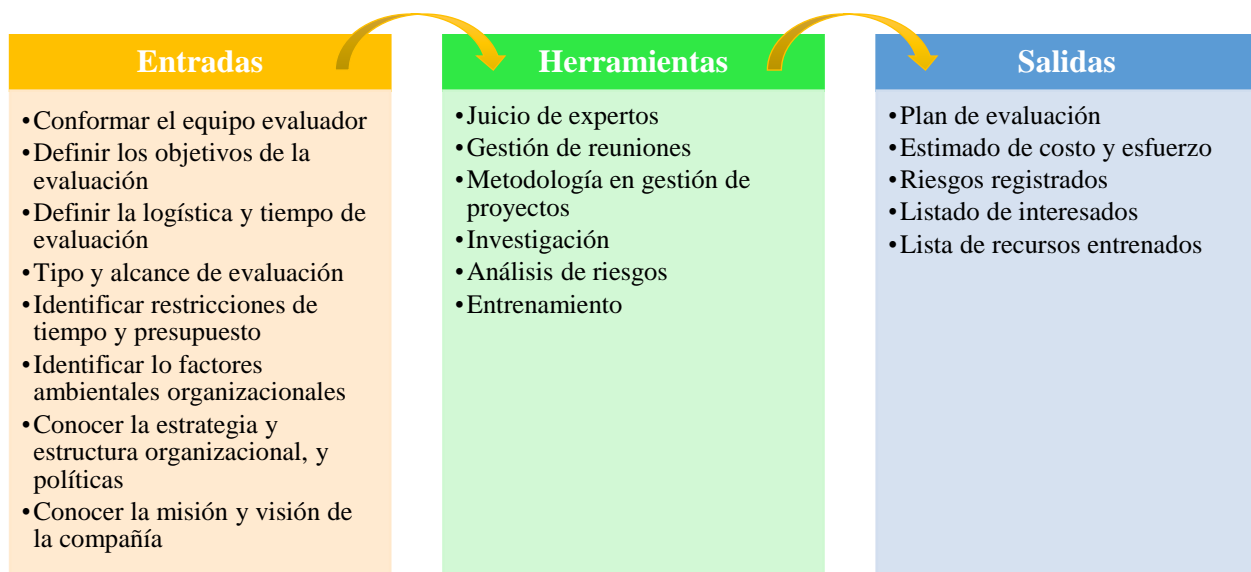 Entradas
•Conformar el equipo evaluador
•Definir los objetivos de la
evaluación
•Definir la logística y tiempo de
evaluación
•Tipo y alcance de evaluación
•Identificar restricciones de
tiempo y presupuesto
•Identificar lo factores
ambientales organizacionales
•Conocer la estrategia y
estructura organizacional, y
políticas
•Conocer la misión y visión de
la compañía
Herramientas
•Juicio de expertos
•Gestión de reuniones
•Metodología en gestión de
proyectos
•Investigación
•Análisis de riesgos
•Entrenamiento
Salidas
•Plan de evaluación
•Estimado de costo y esfuerzo
•Riesgos registrados
•Listado de interesados
•Lista de recursos entrenados